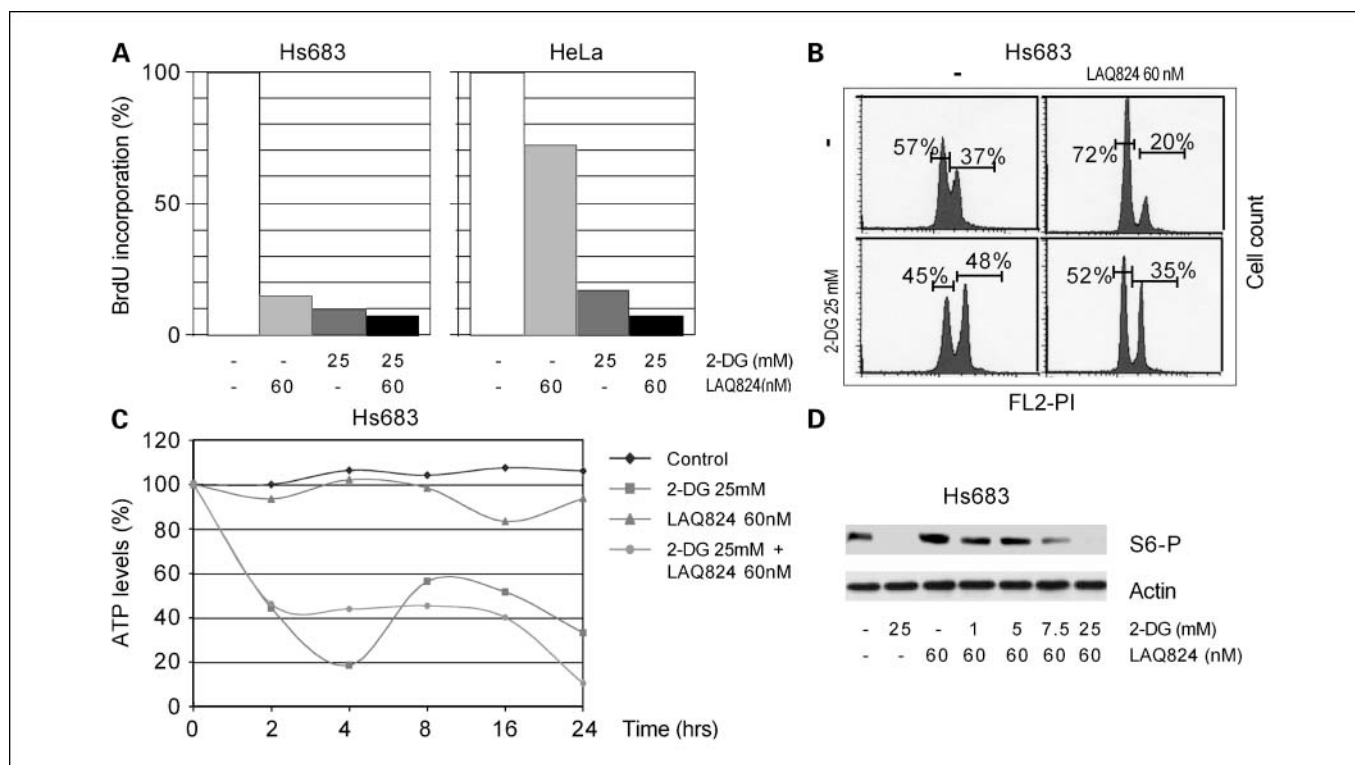 A
Hs683
HeLa
BrdU incorporation (%)
100
50
0
- - 25 25 - - 25 25 2-DG (mM)
- 60 - 60 - 60 - 60 LAQ824(nM)
B
Hs683
- LAQ824 60 nM
-
2-DG 25 mM
57% 37%
72% 20%
45% 48%
52% 35%
Cell count
FL2-PI
C
Hs683
ATP levels (%)
120
100
80
60
40
20
0
0 2 4 8 16 24 Time (hrs)
Control
2-DG 25mM
LAQ824 60nM
2-DG 25mM +
LAQ824 60nM
D
Hs683
S6-P
Actin
- 25 - 1 5 7.5 25 2-DG (mM)
- - 60 60 60 60 60 LAQ824 (nM)